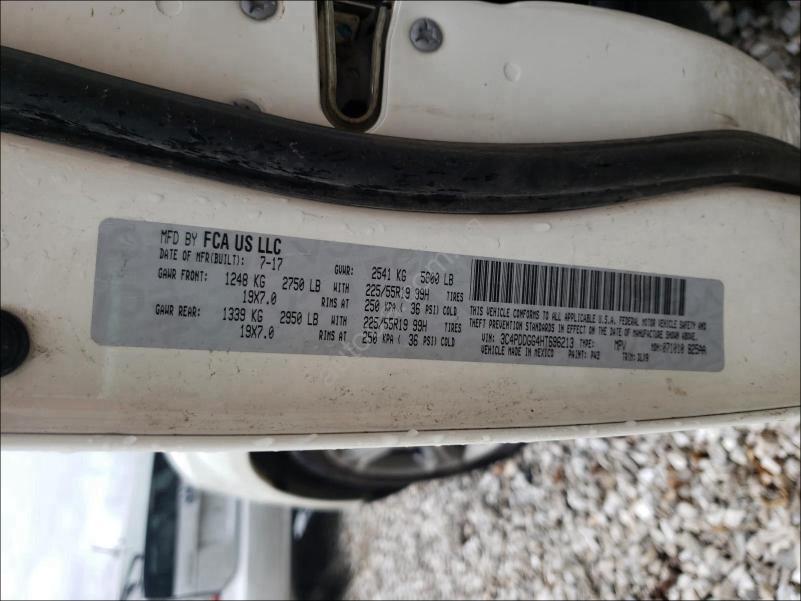 MFD BY FCA US LLC
DATE OF MFR(BUILT): 7-17 GVWR: 2541 KG 5600 LB
GAWR FRONT: 1248 KG 2750 LB WITH 225/55R19 99H TIRES
19X7.0 RIMS AT 250 KPA ( 36 PSI) COLD
GAWR REAR: 1339 KG 2950 LB WITH 225/55R19 99H TIRES
19X7.0 RIMS AT 250 KPA ( 36 PSI) COLD
THIS VEHICLE CONFORMS TO ALL APPLICABLE U.S.A. FEDERAL MOTOR VEHICLE SAFETY AND
THEFT PREVENTION STANDARDS IN EFFECT ON THE DATE OF MANUFACTURE SHOWN ABOVE.
VIN: 3C4PDDGG4HT696213 TYPE: MPV MDH: 071010 825AA
VEHICLE MADE IN MEXICO PAINT: PW3 TRIM: